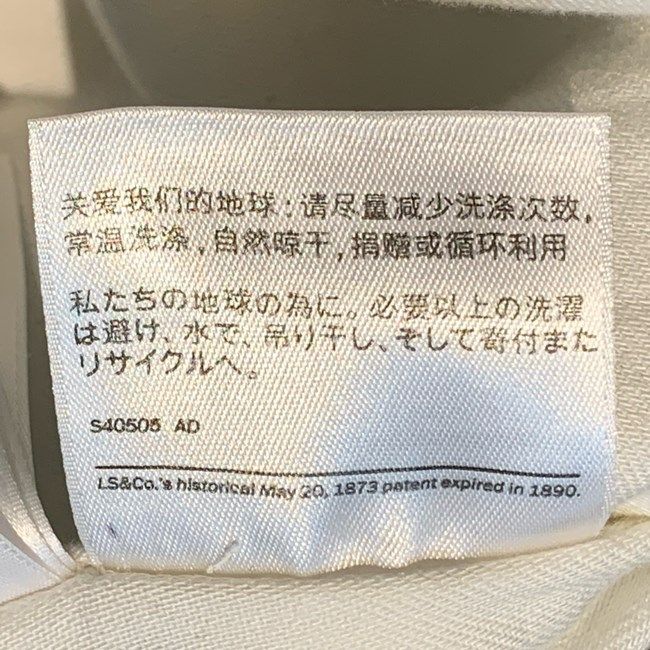 关爱我们的地球：请尽量减少洗涤次数，
常温洗涤，自然晾干，捐赠或循环利用
私たちの地球の為に。必要以上の洗濯
は避け、水で、吊り干し、そして寄付また
リサイクルへ。
S40505 AD
LS&Co.'s historical May 20, 1873 patent expired in 1890.